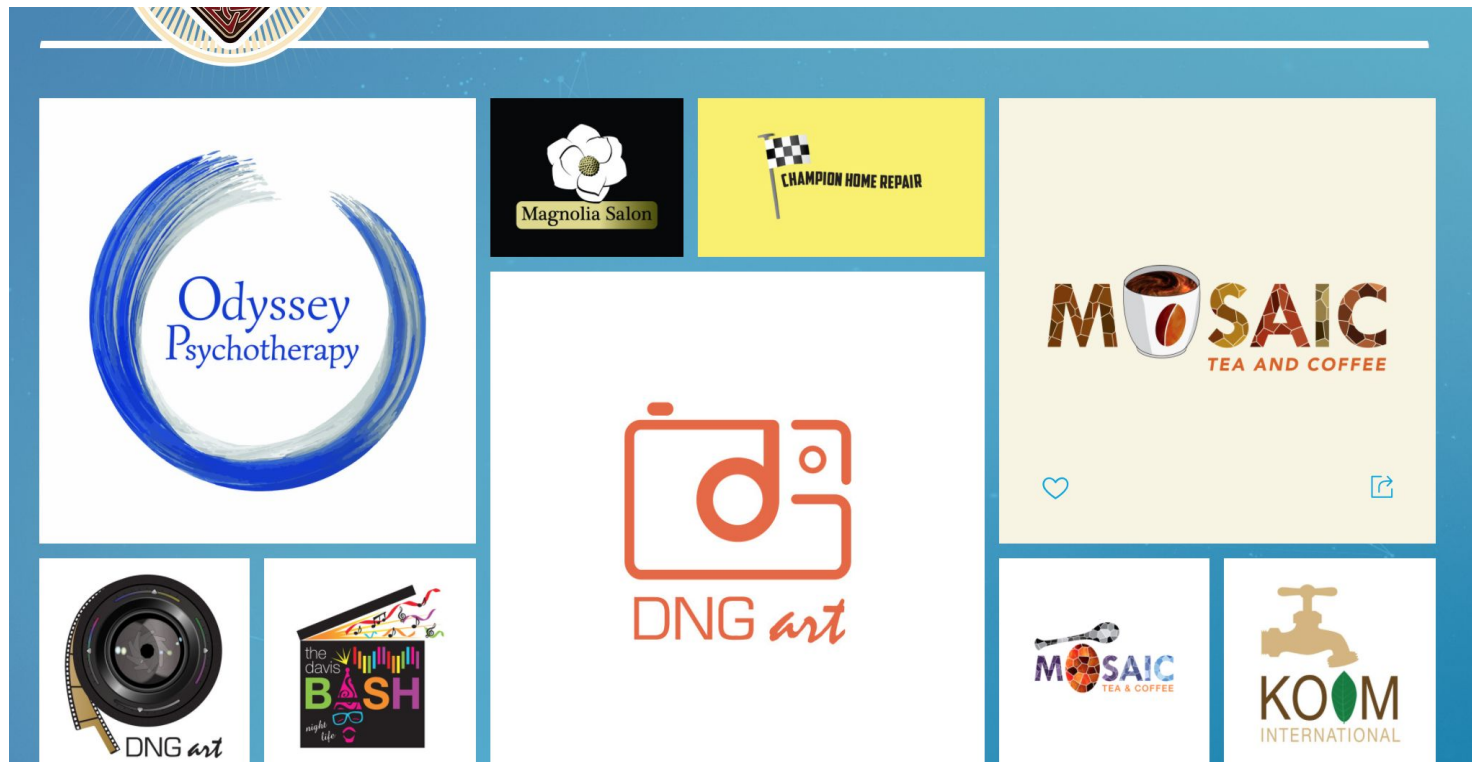 Odyssey
Psychotherapy
Magnolia Salon
CHAMPION HOME REPAIR
MOSAIC
TEA AND COFFEE
DNG art
DNG art
the
davis
BASH
night
life
MOSAIC
TEA & COFFEE
KOOM
INTERNATIONAL